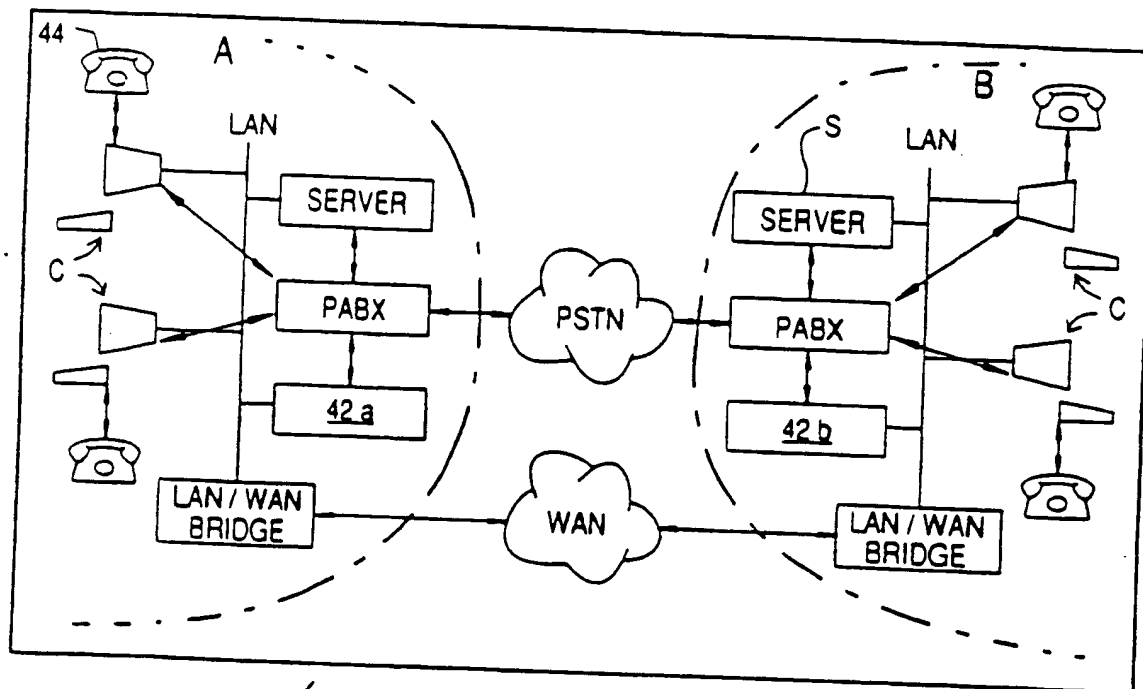 44
A
LAN
SERVER
C
PABX
42 a
LAN / WAN
BRIDGE
PSTN
WAN
B
S
LAN
SERVER
PABX
C
42 b
LAN / WAN
BRIDGE